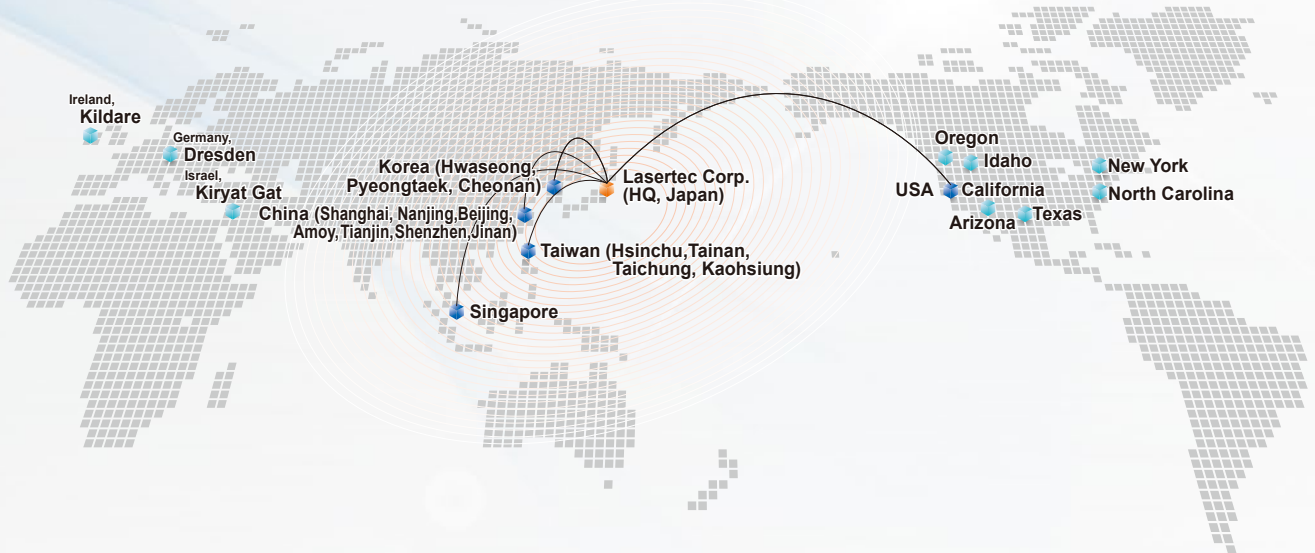 Ireland,
Kildare
Germany,
Dresden
Israel,
Kiryat Gat
Korea (Hwaseong,
Pyeongtaek, Cheonan)
China (Shanghai, Nanjing,Beijing,
Amoy,Tianjin,Shenzhen,Jinan)
Lasertec Corp.
(HQ, Japan)
Taiwan (Hsinchu,Tainan,
Taichung, Kaohsiung)
Singapore
Oregon
Idaho
USA
California
Arizona
Texas
New York
North Carolina